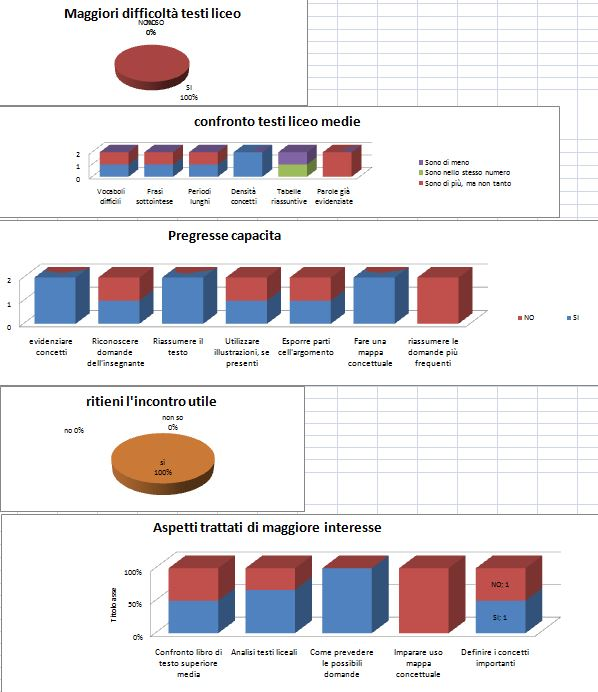 Maggiori difficoltà testi liceo
0%
SI
100%
confronto testi liceo medie
2
1
0
Vocaboli difficili
Frasi sottointese
Periodi lunghi
Densità concetti
Tabelle riassuntive
Parole già evidenziate
Sono di meno
Sono nello stesso numero
Sono di più, ma non tanto
Pregresse capacita
2
1
0
evidenziare concetti
Riconoscere domande dell'insegnante
Riassumere il testo
Utilizzare illustrazioni, se presenti
Esporre parti cell'argomento
Fare una mappa concettuale
riassumere le domande più frequenti
NO
SI
ritieni l'incontro utile
non so
0%
no 0%
si
100%
Aspetti trattati di maggiore interesse
Titolo asse
100%
50%
0%
NO; 1
SI; 1
Confronto libro di testo superiore media
Analisi testi liceali
Come prevedere le possibili domande
Imparare uso mappa concettuale
Definire i concetti importanti